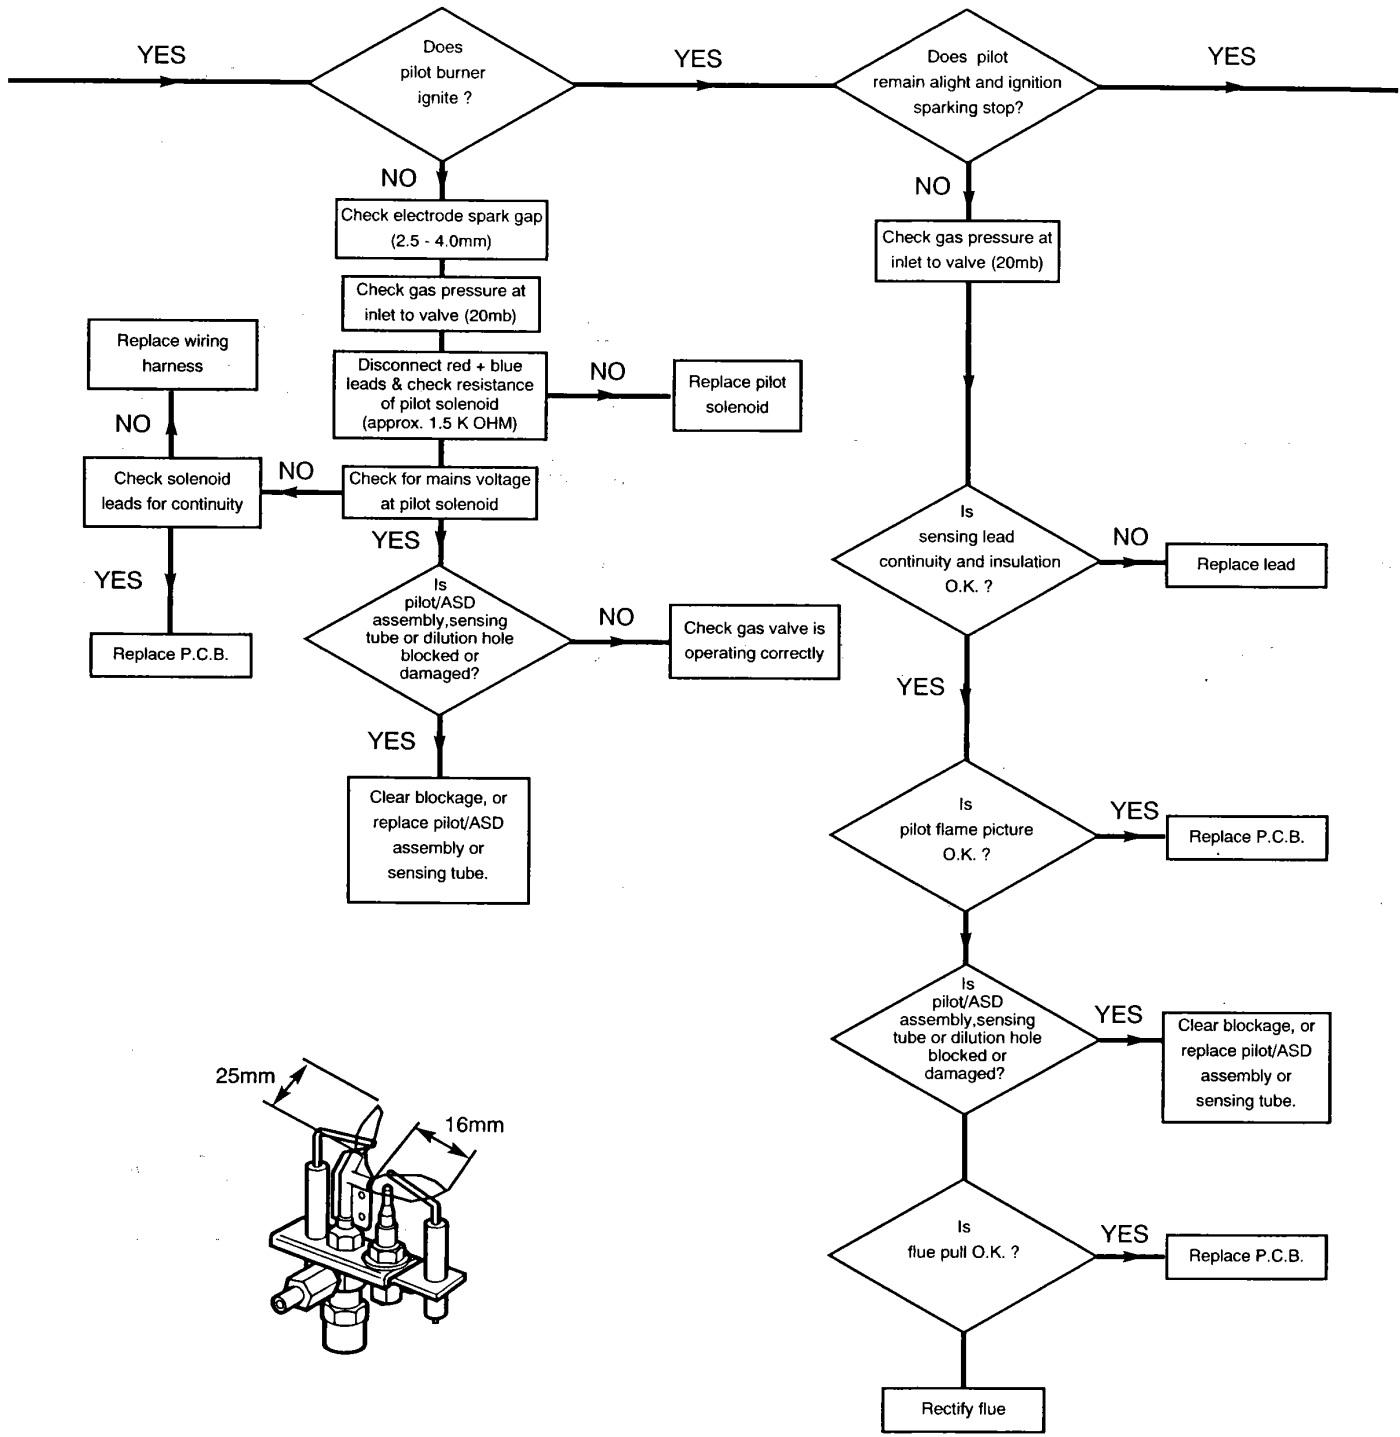 YES
Does
pilot burner
ignite ?
YES
Does pilot
remain alight and ignition
sparking stop?
YES
NO
Check electrode spark gap
(2.5 - 4.0mm)
Check gas pressure at
inlet to valve (20mb)
Disconnect red + blue
leads & check resistance
of pilot solenoid
(approx. 1.5 K OHM)
NO
Replace pilot
solenoid
Check for mains voltage
at pilot solenoid
NO
Check solenoid
leads for continuity
NO
Replace wiring
harness
YES
Replace P.C.B.
YES
Is
pilot/ASD
assembly,sensing
tube or dilution hole
blocked or
damaged?
NO
Check gas valve is
operating correctly
YES
Clear blockage, or
replace pilot/ASD
assembly or
sensing tube.
NO
Check gas pressure at
inlet to valve (20mb)
Is
sensing lead
continuity and insulation
O.K. ?
NO
Replace lead
YES
Is
pilot flame picture
O.K. ?
YES
Replace P.C.B.
Is
pilot/ASD
assembly,sensing
tube or dilution hole
blocked or
damaged?
YES
Clear blockage, or
replace pilot/ASD
assembly or
sensing tube.
Is
flue pull O.K. ?
YES
Replace P.C.B.
Rectify flue
25mm
16mm